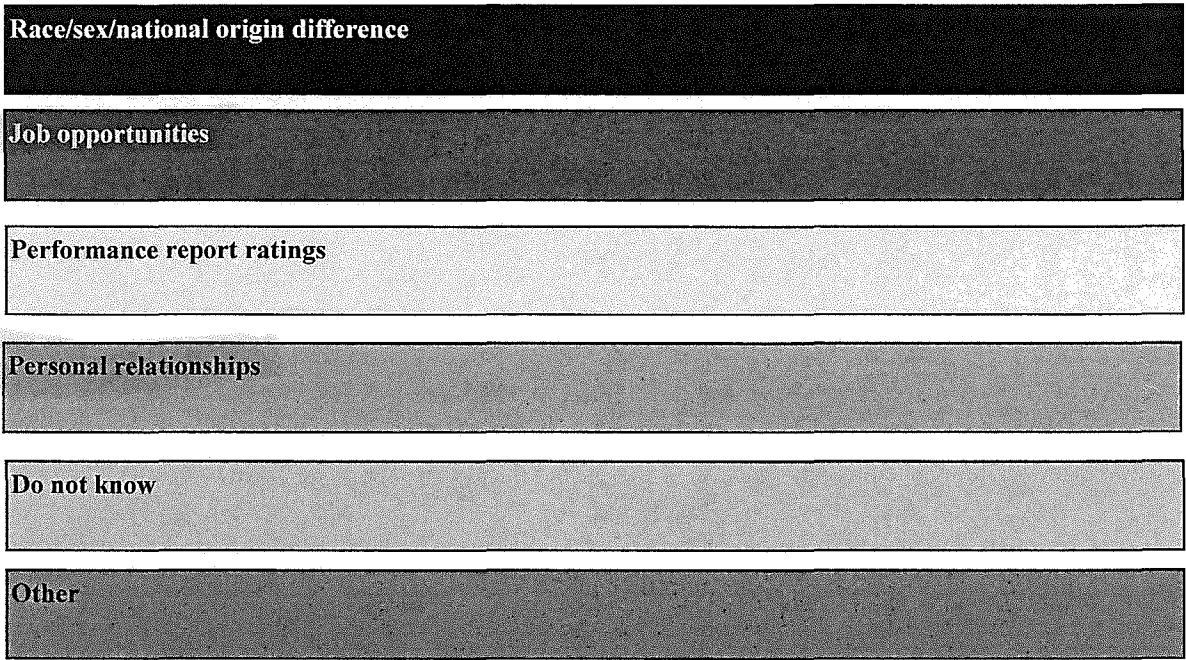 Race/sex/national origin difference
Job opportunities
Performance report ratings
Personal relationships
Do not know
Other